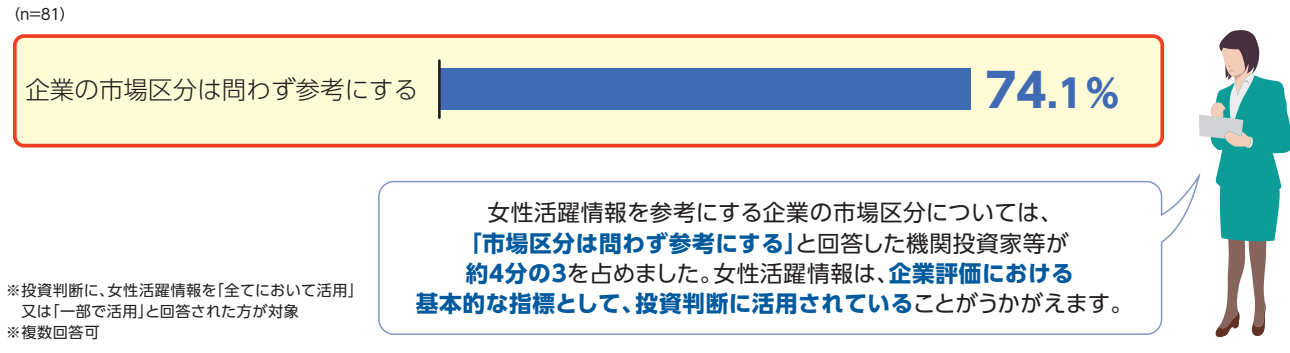 (n=81)
企業の市場区分は問わず参考にする
74.1%
女性活躍情報を参考にする企業の市場区分については、
「市場区分は問わず参考にする」と回答した機関投資家等が
約4分の3を占めました。女性活躍情報は、企業評価における
基本的な指標として、投資判断に活用されていることがうかがえます。
※投資判断に、女性活躍情報を「全てにおいて活用」
又は「一部で活用」と回答された方が対象
※複数回答可